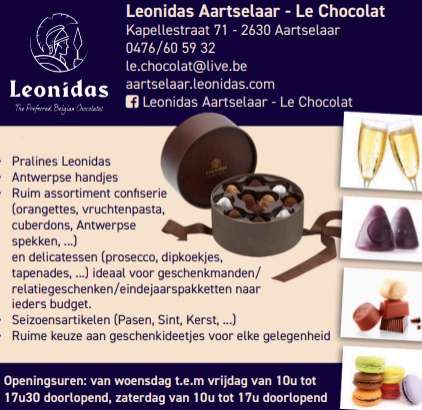 Leonidas
The Preferred Belgian Chocolates
Leonidas Aartselaar - Le Chocolat
Kapellestraat 71 - 2630 Aartselaar
0476/60 59 32
le.chocolat@live.be
aartselaar.leonidas.com
Leonidas Aartselaar - Le Chocolat
• Pralines Leonidas
• Antwerpse handjes
• Ruim assortiment confiserie
(orangettes, vruchtenpasta,
cuberdons, Antwerpse
spekken, ...)
en delicatessen (prosecco, dipkoekjes,
tapenades, ...) ideaal voor geschenkmanden/
relatiegeschenken/eindejaarspakketten naar
ieders budget.
• Seizoensartikelen (Pasen, Sint, Kerst, ...)
• Ruime keuze aan geschenkideetjes voor elke gelegenheid
Openingsuren: van woensdag t.e.m vrijdag van 10u tot
17u30 doorlopend, zaterdag van 10u tot 17u doorlopend